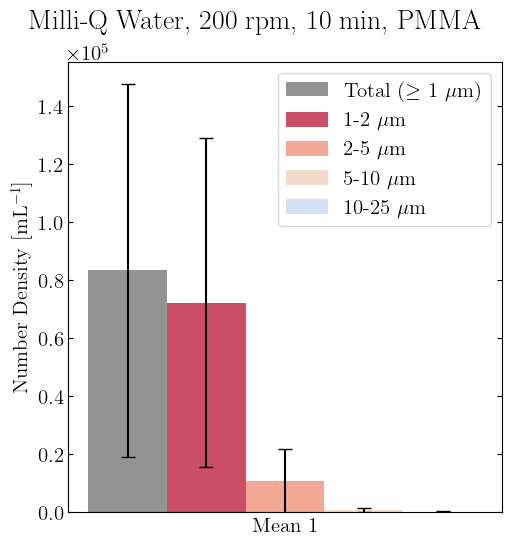 Milli-Q Water, 200 rpm, 10 min, PMMA
×10⁵
Total (≥ 1 μm)
1-2 μm
2-5 μm
5-10 μm
10-25 μm
1.4
1.2
1.0
0.8
0.6
0.4
0.2
0.0
Number Density [mL⁻¹]
Mean 1